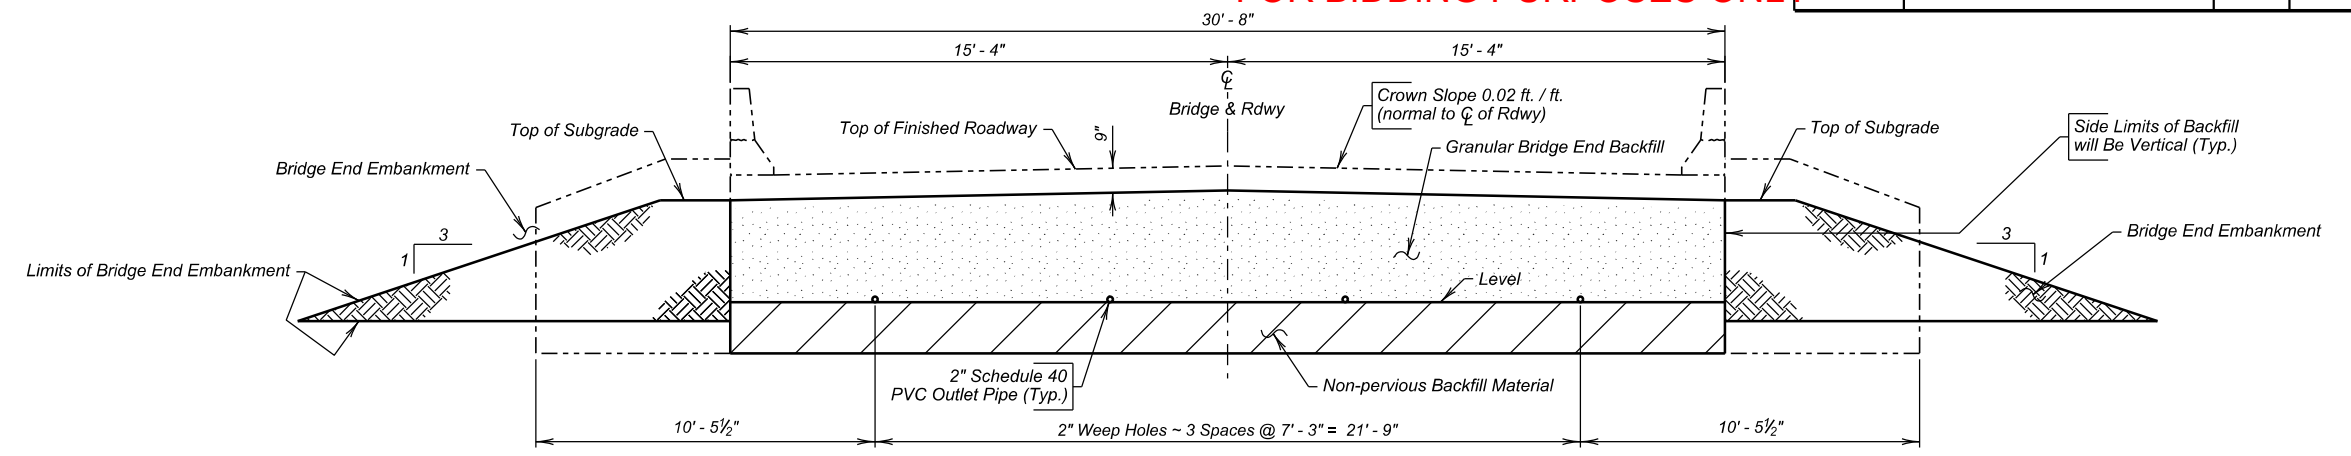 FOR BIDDING PURPOSES ONLY
30' - 8"
15' - 4"
15' - 4"
℄
Bridge & Rdwy
Crown Slope 0.02 ft. / ft.
(normal to ℄ of Rdwy)
Top of Subgrade
Top of Finished Roadway
9"
Granular Bridge End Backfill
Top of Subgrade
Side Limits of Backfill
will Be Vertical (Typ.)
Bridge End Embankment
3
1
3
1
Bridge End Embankment
Limits of Bridge End Embankment
Level
2" Schedule 40
PVC Outlet Pipe (Typ.)
Non-pervious Backfill Material
10' - 5½"
2" Weep Holes ~ 3 Spaces @ 7' - 3" = 21' - 9"
10' - 5½"